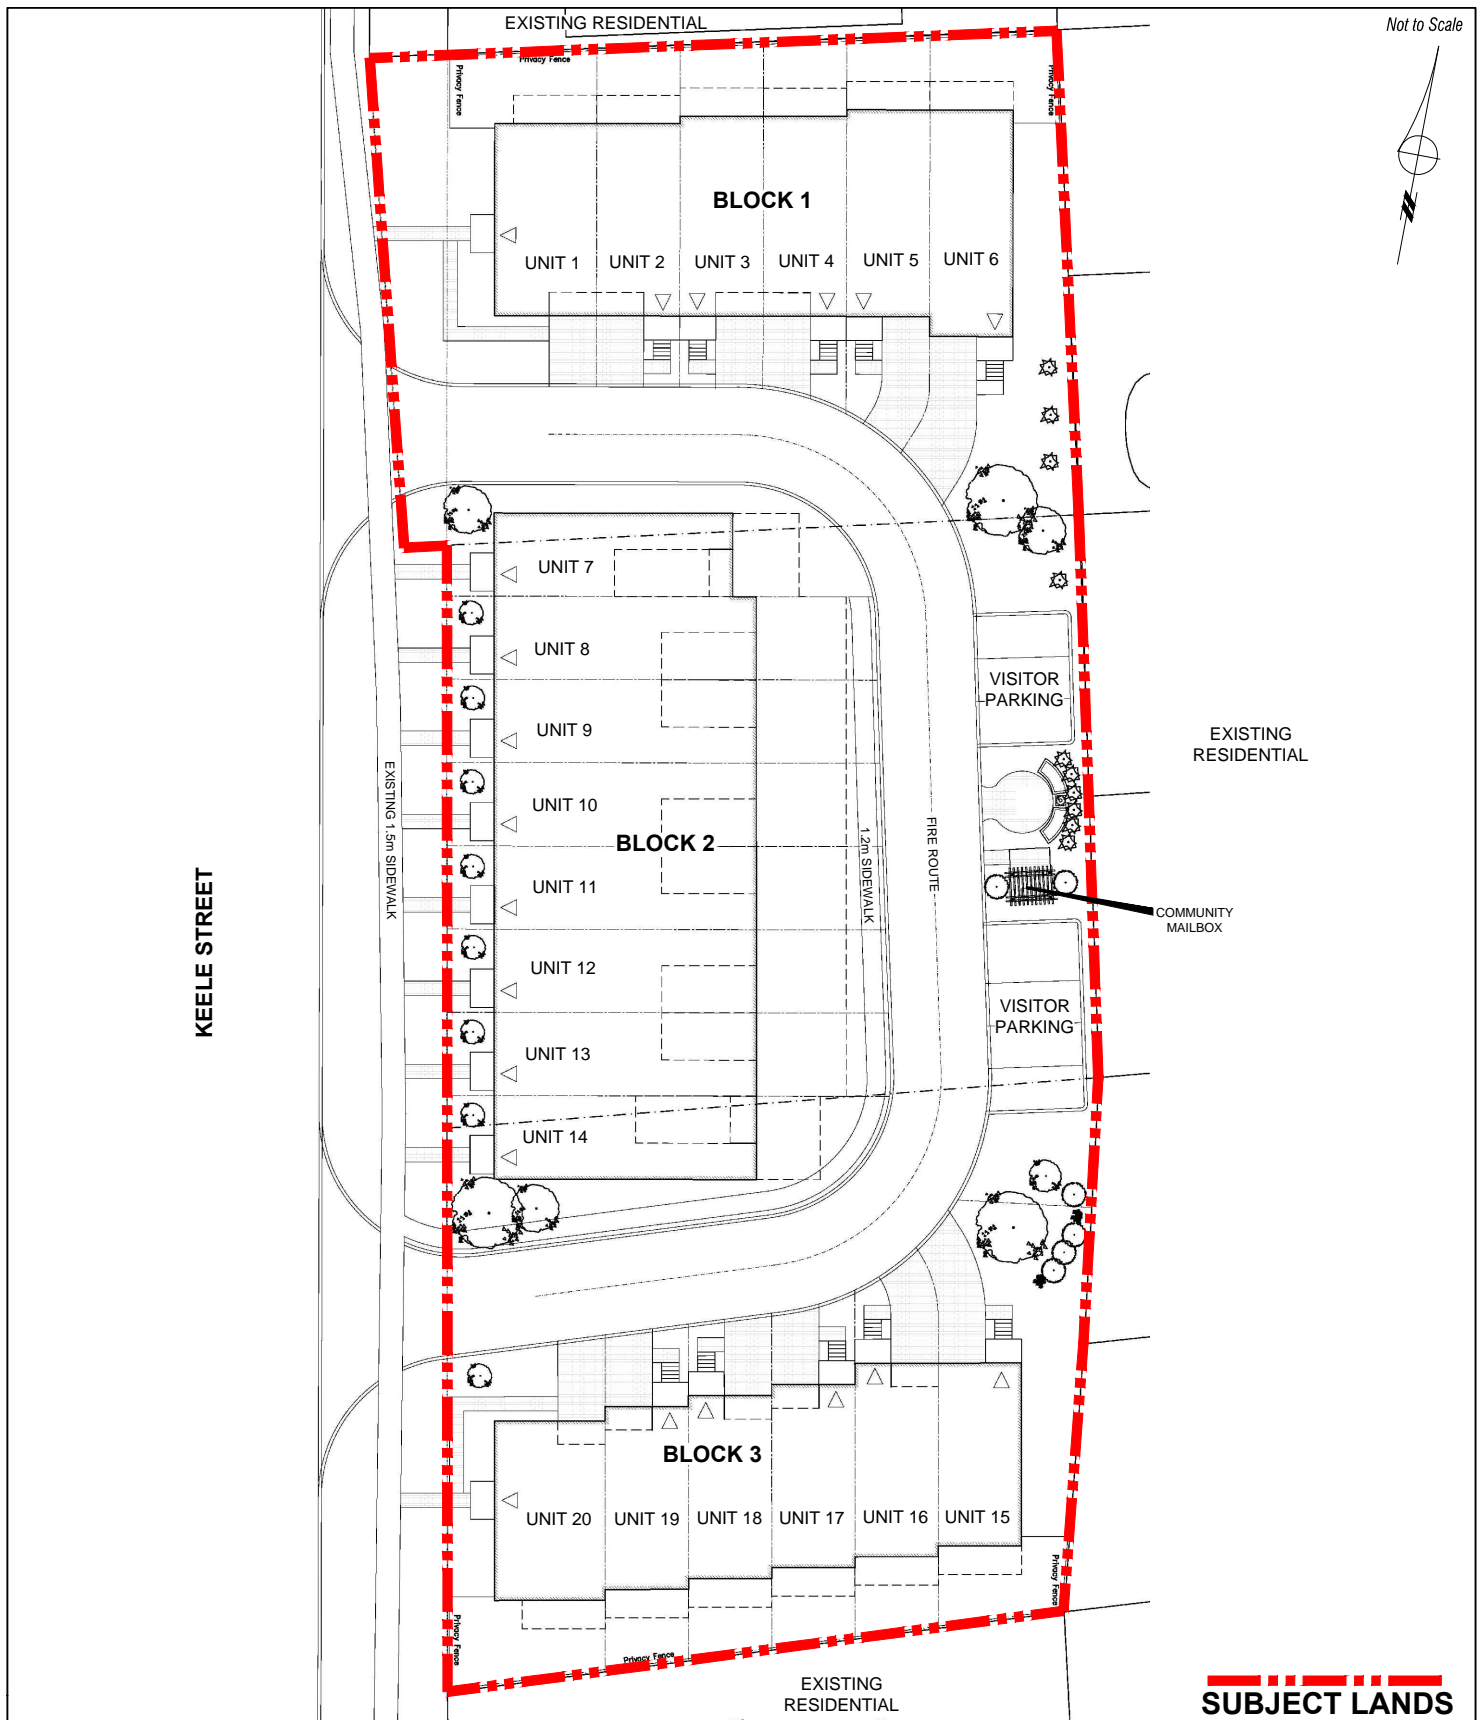 EXISTING RESIDENTIAL
Not to Scale
Privacy Fence
Privacy Fence
Privacy Fence
BLOCK 1
UNIT 1
UNIT 2
UNIT 3
UNIT 4
UNIT 5
UNIT 6
N
UNIT 7
UNIT 8
UNIT 9
UNIT 10
BLOCK 2
UNIT 11
UNIT 12
UNIT 13
UNIT 14
KEELE STREET
EXISTING 1.5m SIDEWALK
1.2m SIDEWALK
FIRE ROUTE
VISITOR
PARKING
EXISTING
RESIDENTIAL
COMMUNITY
MAILBOX
VISITOR
PARKING
BLOCK 3
UNIT 20
UNIT 19
UNIT 18
UNIT 17
UNIT 16
UNIT 15
Privacy Fence
Privacy Fence
Privacy Fence
EXISTING
RESIDENTIAL
SUBJECT LANDS